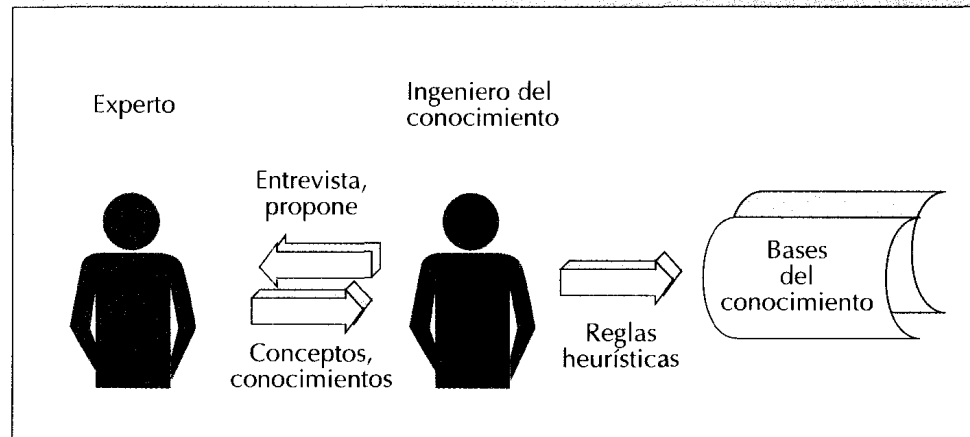 Experto
Ingeniero del
conocimiento
Entrevista,
propone
Conceptos,
conocimientos
Reglas
heurísticas
Bases
del
conocimiento